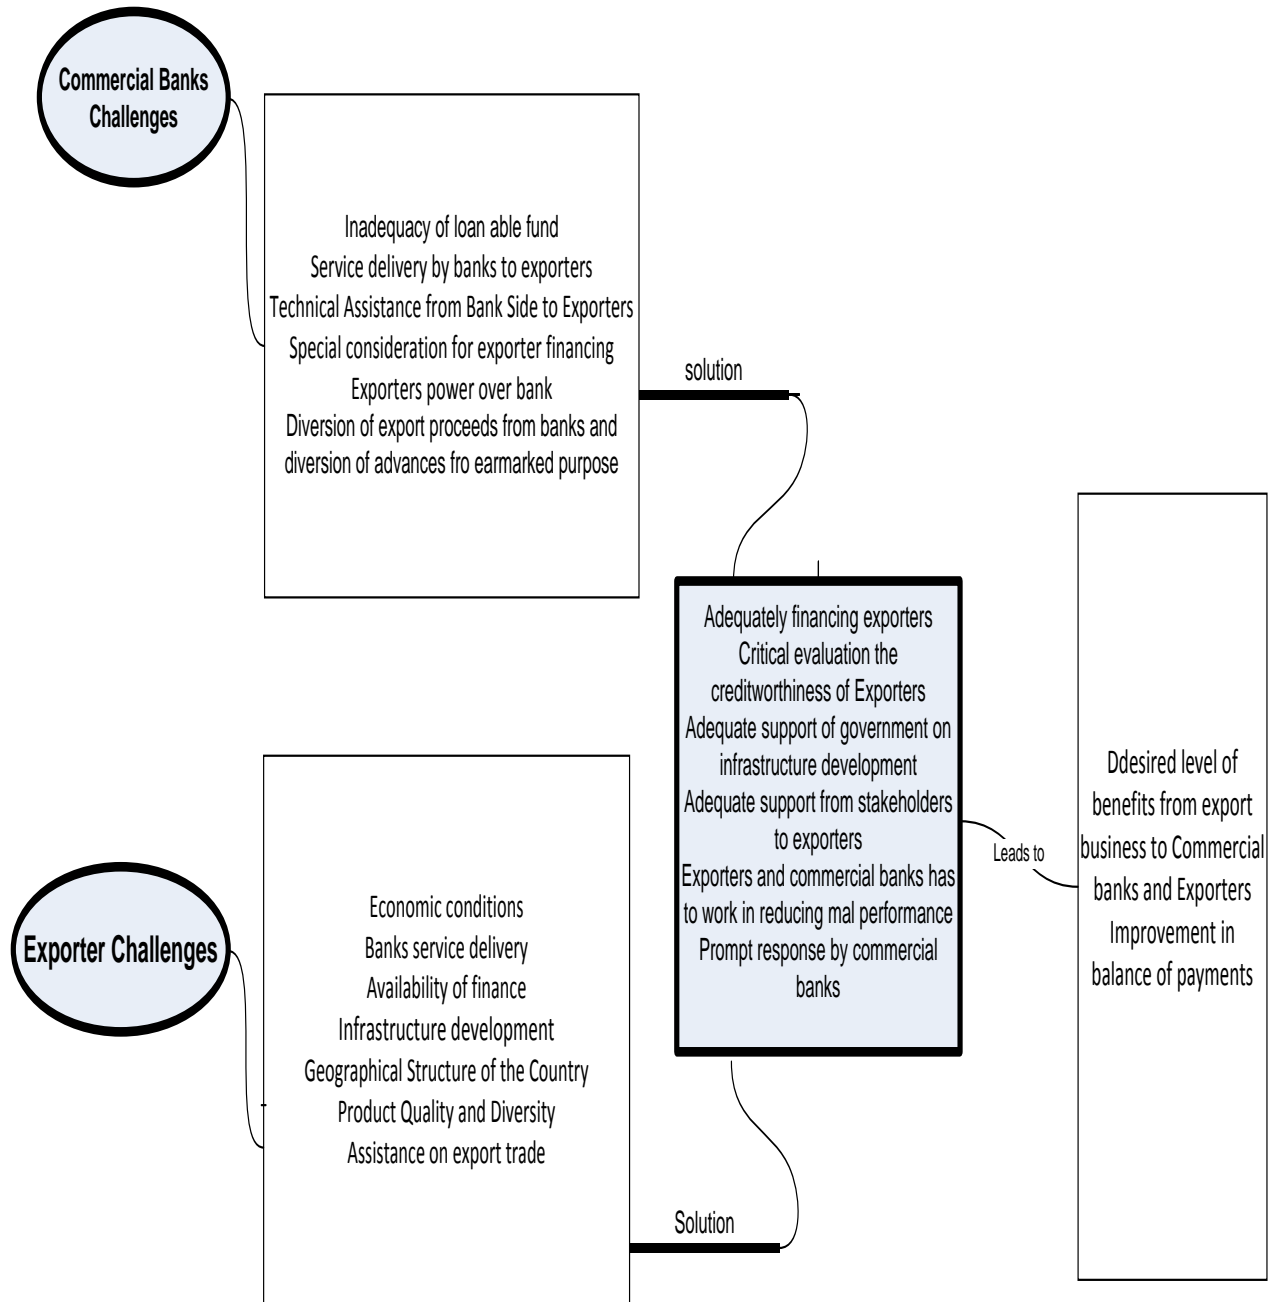 Commercial Banks
Challenges
Inadequacy of loan able fund
Service delivery by banks to exporters
Technical Assistance from Bank Side to Exporters
Special consideration for exporter financing
Exporters power over bank
Diversion of export proceeds from banks and
diversion of advances fro earmarked purpose
solution
Adequately financing exporters
Critical evaluation the
creditworthiness of Exporters
Adequate support of government on
infrastructure development
Adequate support from stakeholders
to exporters
Exporters and commercial banks has
to work in reducing mal performance
Prompt response by commercial
banks
Leads to
Ddesired level of
benefits from export
business to Commercial
banks and Exporters
Improvement in
balance of payments
Exporter Challenges
Economic conditions
Banks service delivery
Availability of finance
Infrastructure development
Geographical Structure of the Country
Product Quality and Diversity
Assistance on export trade
Solution